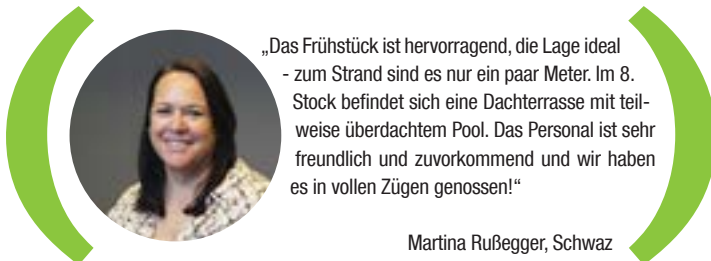 „Das Frühstück ist hervorragend, die Lage ideal
- zum Strand sind es nur ein paar Meter. Im 8.
Stock befindet sich eine Dachterrasse mit teil-
weise überdachtem Pool. Das Personal ist sehr
freundlich und zuvorkommend und wir haben
es in vollen Zügen genossen!“
Martina Rußegger, Schwaz